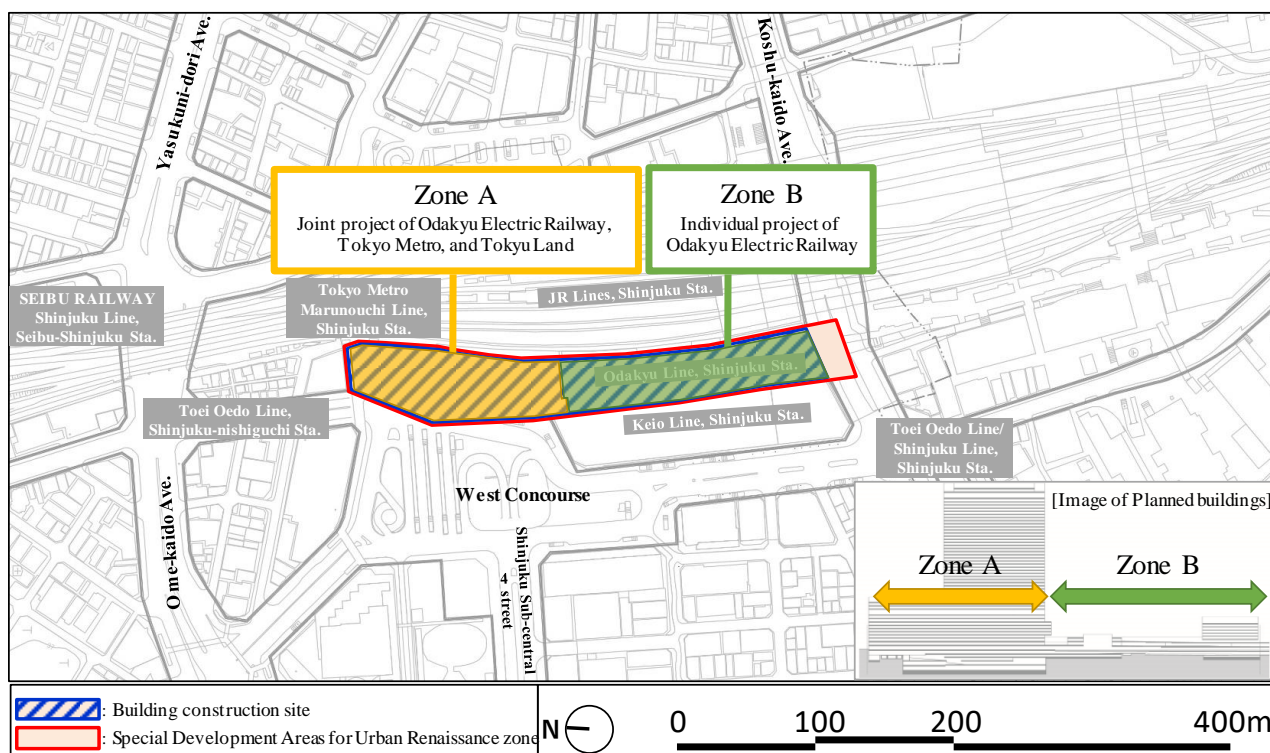 Yasukuni-dori Ave.
Koshu-kaido Ave.
Zone A
Joint project of Odakyu Electric Railway,
Tokyo Metro, and Tokyu Land
Zone B
Individual project of
Odakyu Electric Railway
SEIBU RAILWAY
Shinjuku Line,
Seibu-Shinjuku Sta.
Tokyo Metro
Marunouchi Line,
Shinjuku Sta.
JR Lines, Shinjuku Sta.
Odakyu Line, Shinjuku Sta.
Toei Oedo Line,
Shinjuku-nishiguchi Sta.
Keio Line, Shinjuku Sta.
Toei Oedo Line/
Shinjuku Line,
Shinjuku Sta.
West Concourse
Ome-kaido Ave.
Shinjuku Sub-central
4 street
[Image of Planned buildings]
Zone A
Zone B
: Building construction site
: Special Development Areas for Urban Renaissance zone
N
0 100 200 400m